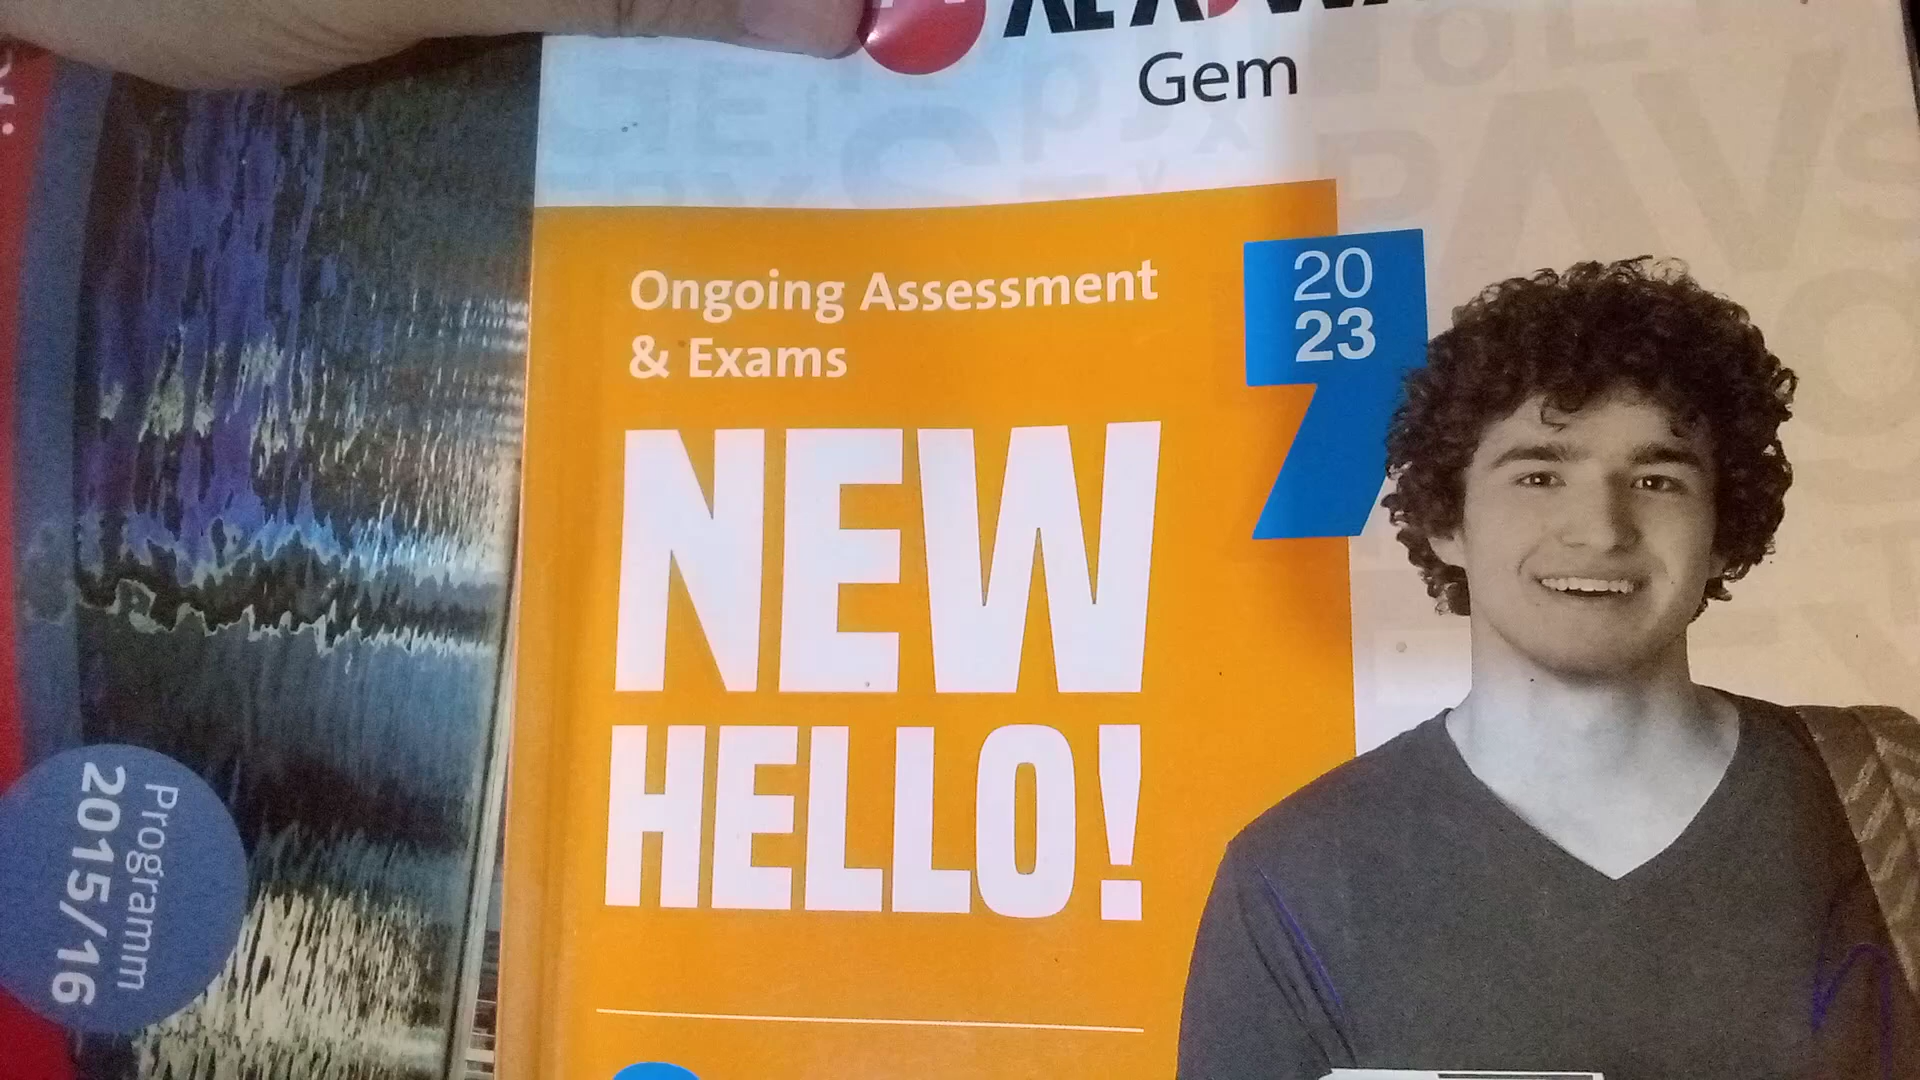 Gem
Ongoing Assessment
& Exams
20
23
NEW
HELLO!
Programm
2015/16